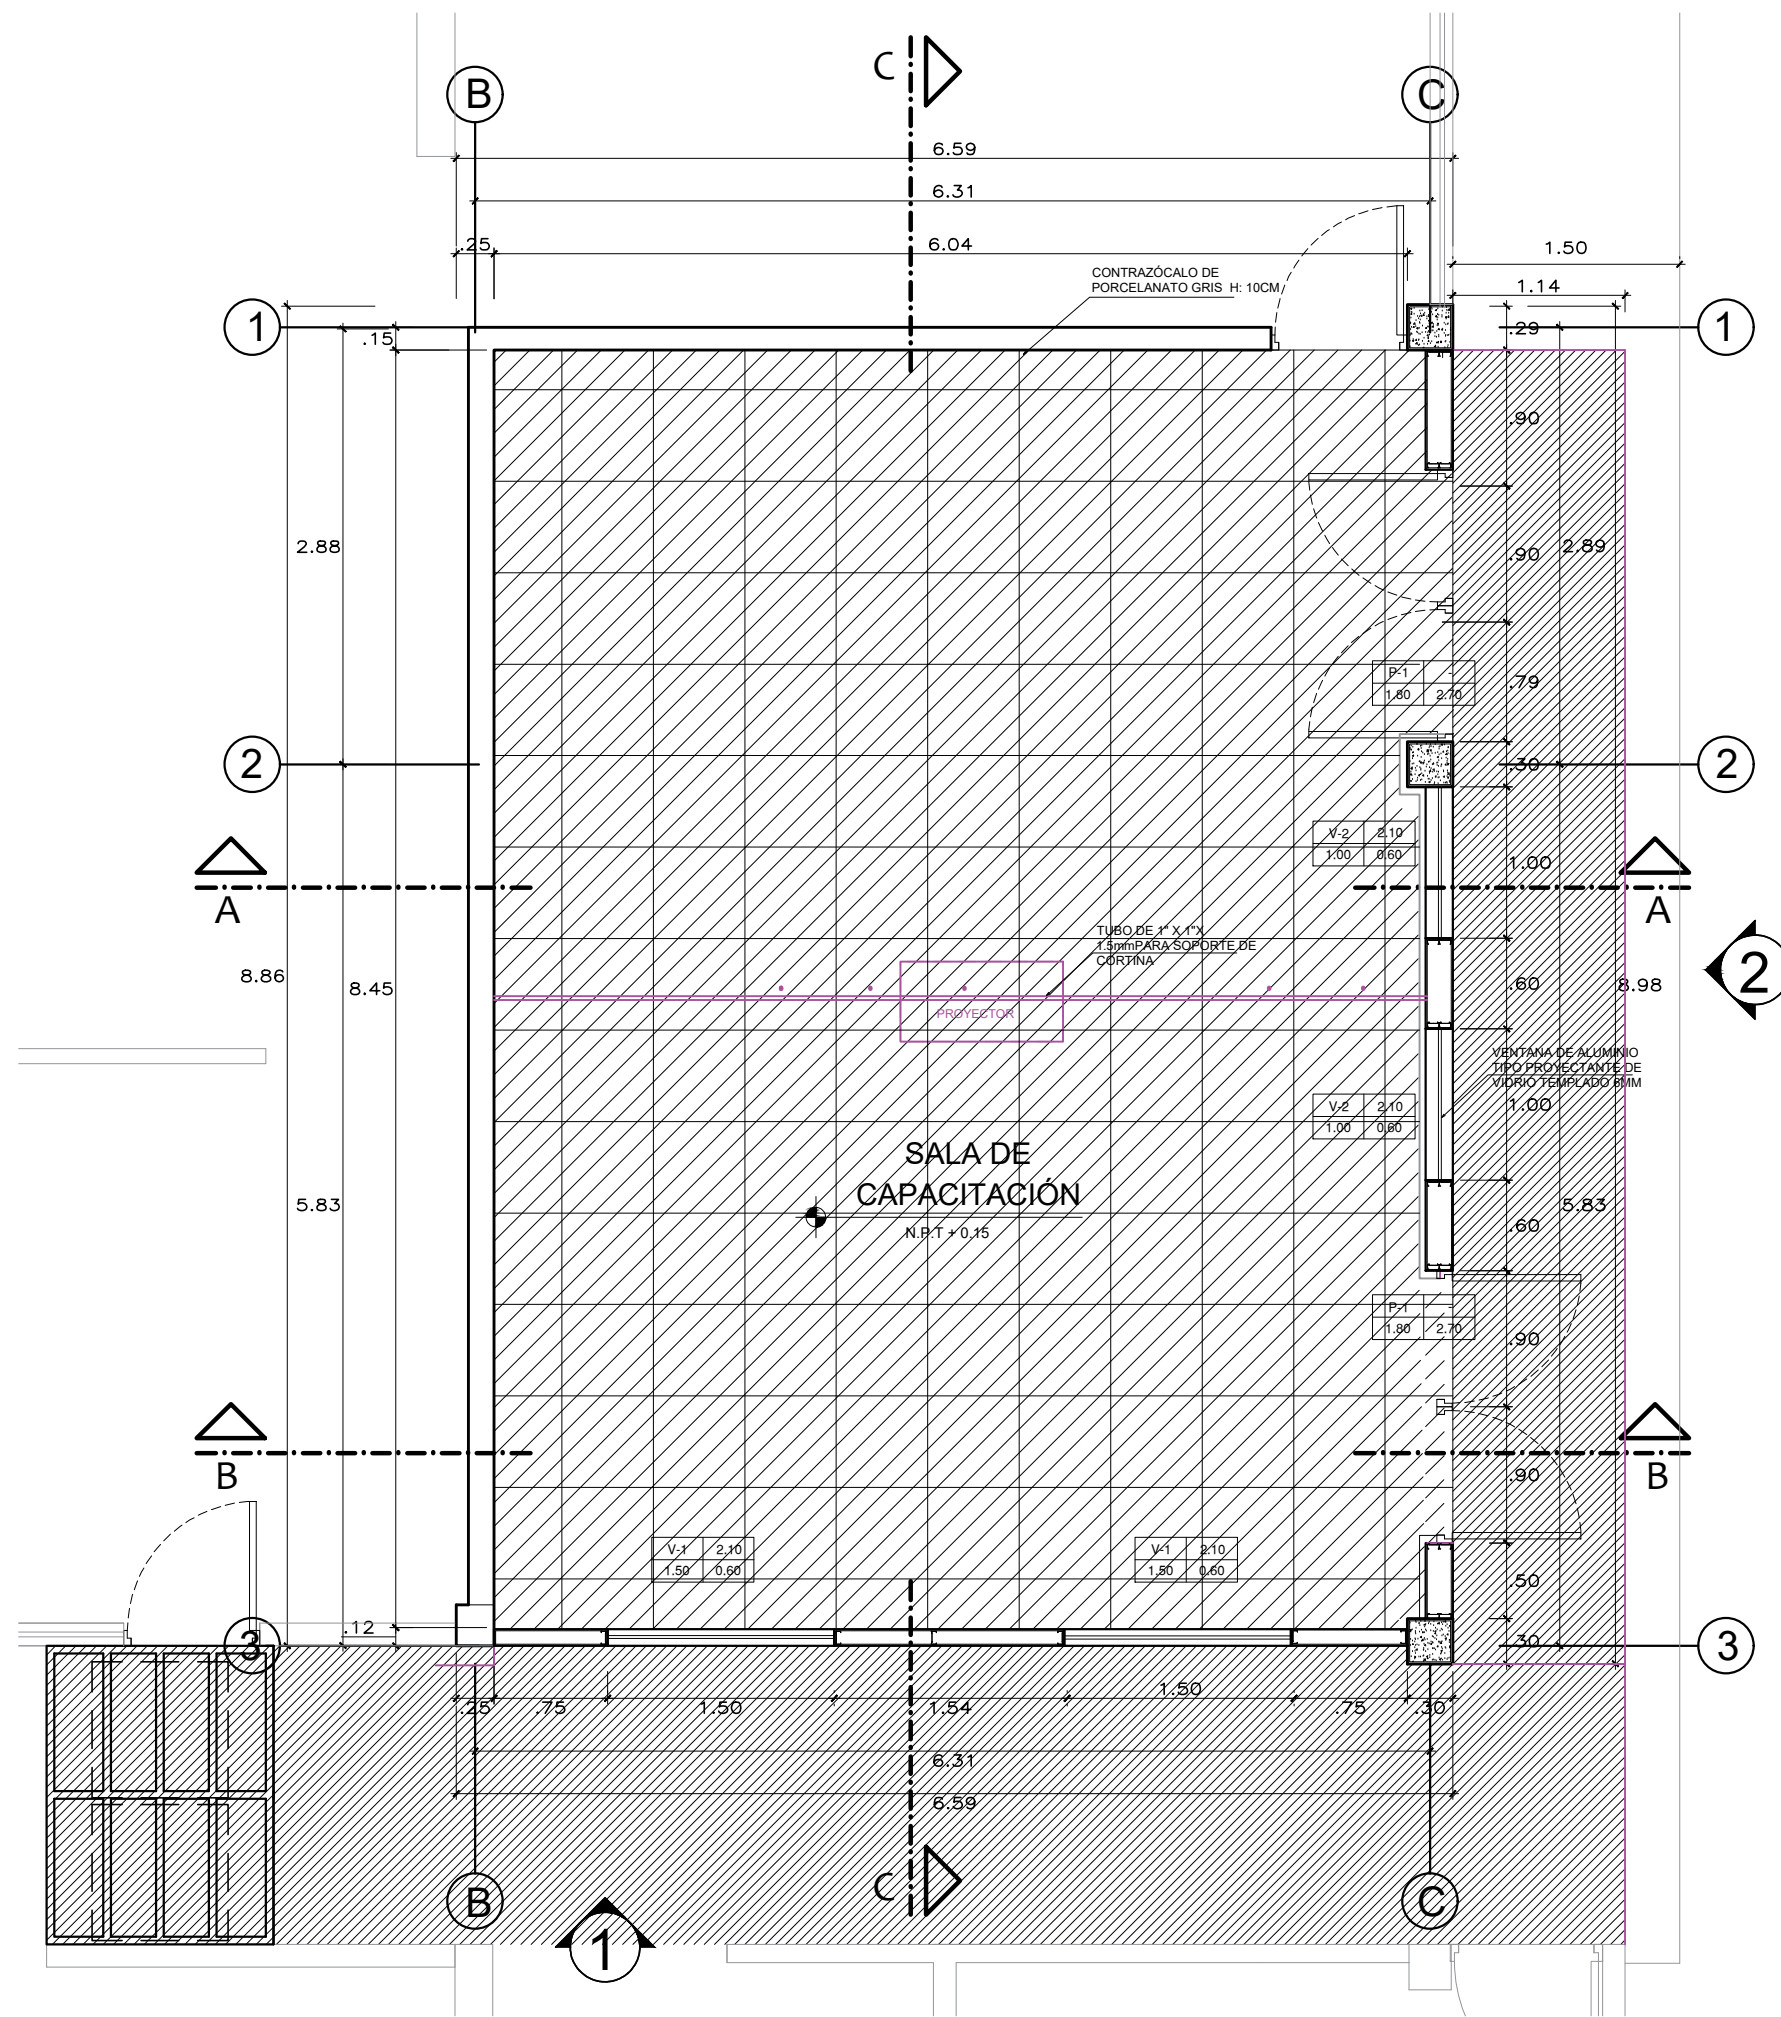 C
B
C
6.59
6.31
.25
6.04
1.50
CONTRAZÓCALO DE
PORCELANATO GRIS H: 10CM
1.14
1
.15
.29
1
.90
2.88
.90
2.89
P-1
-
1.80
2.70
.79
2
.30
2
V-2
2.10
1.00
0.60
1.00
A
A
TUBO DE 1" X 1"X
1.5mmPARA SOPORTE DE
CORTINA
2
8.86
8.45
.60
8.98
PROYECTOR
VENTANA DE ALUMINIO
TIPO PROYECTANTE DE
VIDRIO TEMPLADO 6MM
V-2
2.10
1.00
0.60
1.00
SALA DE
CAPACITACIÓN
N.P.T + 0.15
5.83
5.83
.60
P-1
-
1.80
2.70
.90
B
B
.90
V-1
2.10
1.50
0.60
V-1
2.10
1.50
0.60
.50
3
.12
.30
3
.25
.75
1.50
1.54
1.50
.75
.30
6.31
6.59
B
C
C
1